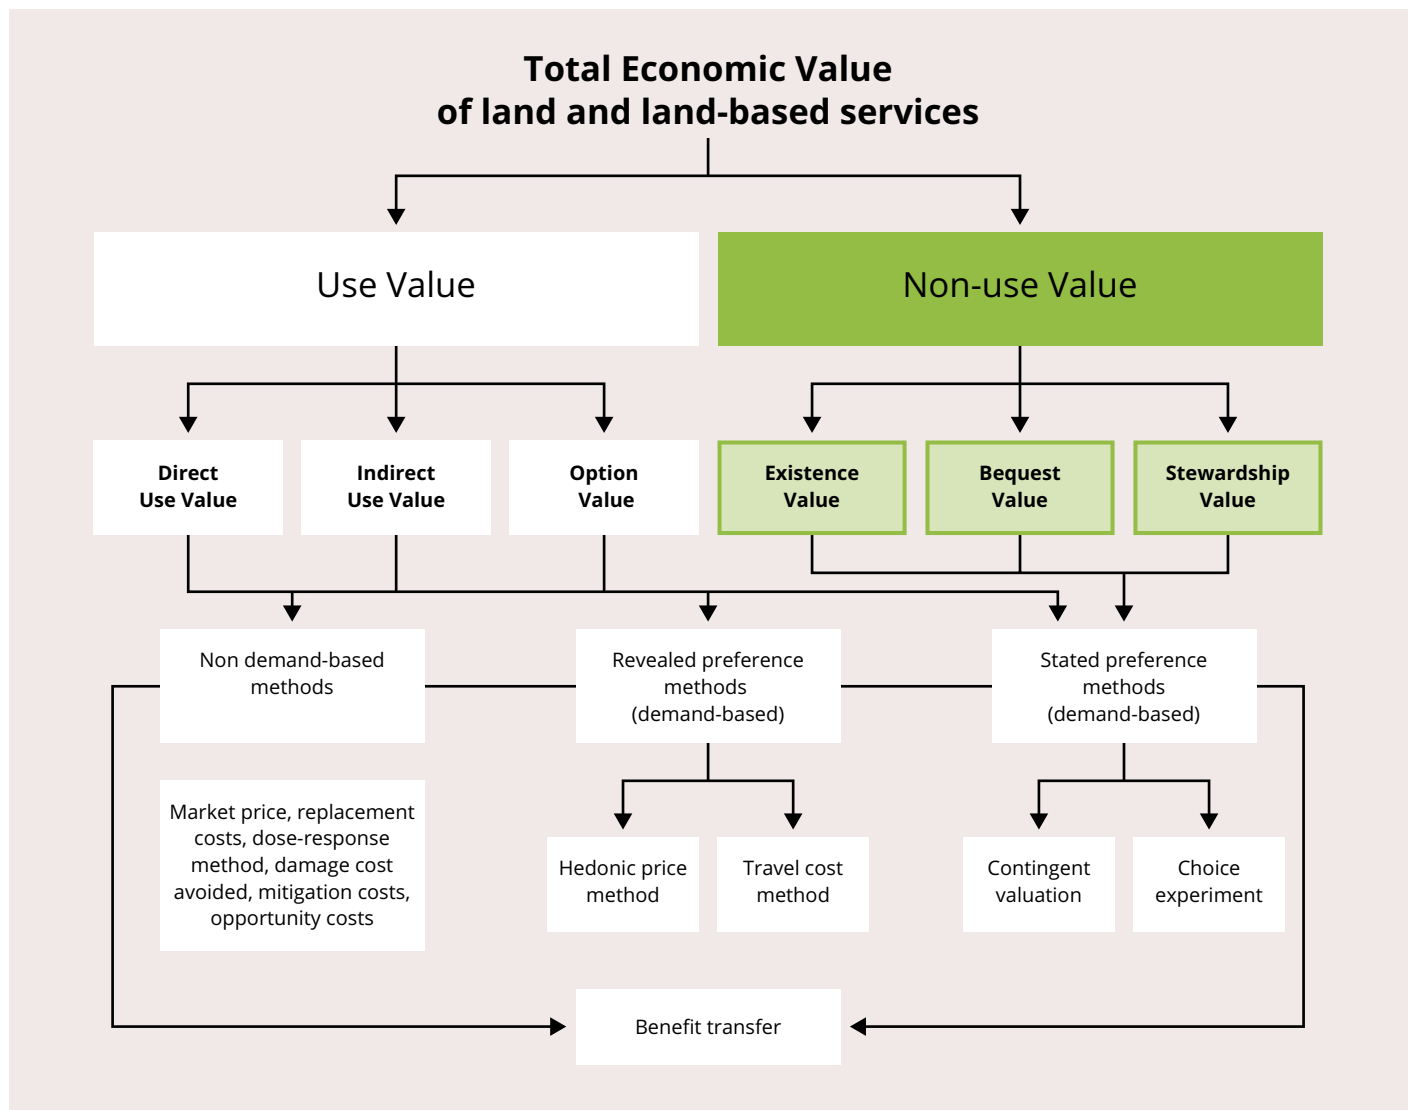 Total Economic Value
of land and land-based services
Use Value
Non-use Value
Direct
Use Value
Indirect
Use Value
Option
Value
Existence
Value
Bequest
Value
Stewardship
Value
Non demand-based
methods
Revealed preference
methods
(demand-based)
Stated preference
methods
(demand-based)
Market price, replacement
costs, dose-response
method, damage cost
avoided, mitigation costs,
opportunity costs
Hedonic price
method
Travel cost
method
Contingent
valuation
Choice
experiment
Benefit transfer